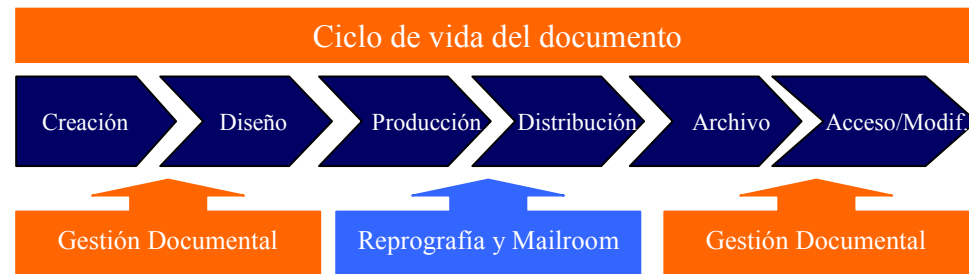 Ciclo de vida del documento
Creación
Diseño
Producción
Distribución
Archivo
Acceso/Modif.
Gestión Documental
Reprografía y Mailroom
Gestión Documental